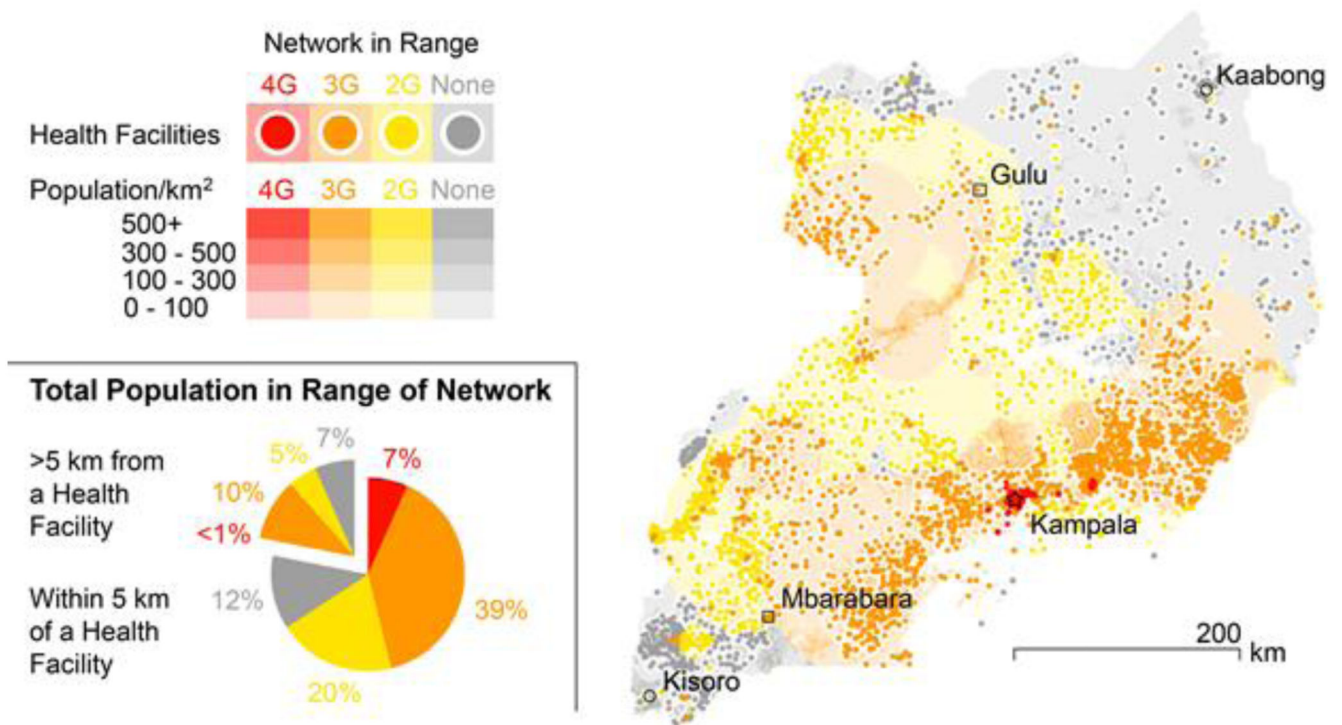 Network in Range
4G 3G 2G None
Health Facilities
Population/km²
4G 3G 2G None
500+
300 - 500
100 - 300
0 - 100
Total Population in Range of Network
>5 km from
a Health
Facility
<1%
10%
5%
7%
7%
39%
20%
12%
Within 5 km
of a Health
Facility
Kaabong
Gulu
Kampala
Mbarabara
Kisoro
200
km